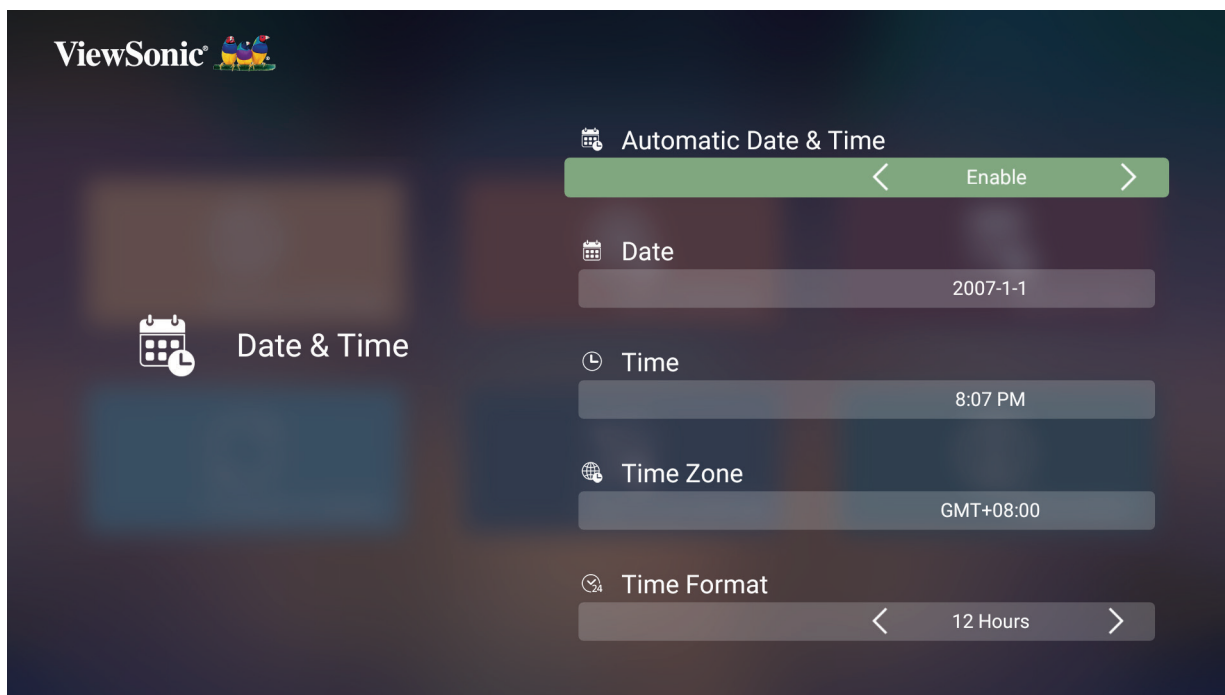 ViewSonic®
Automatic Date & Time
Enable
Date
2007-1-1
Date & Time
Time
8:07 PM
Time Zone
GMT+08:00
24 Time Format
12 Hours